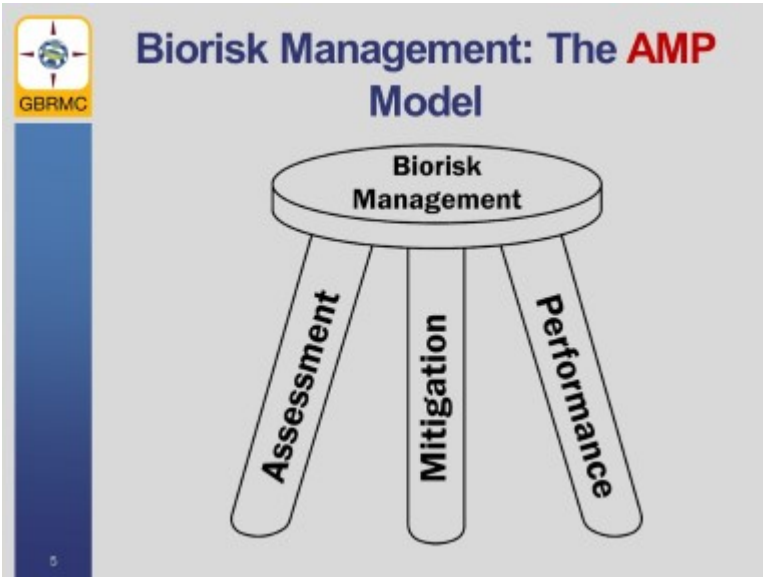 GBRMC
Biorisk Management: The AMP
Model
Biorisk
Management
Assessment
Mitigation
Performance
5